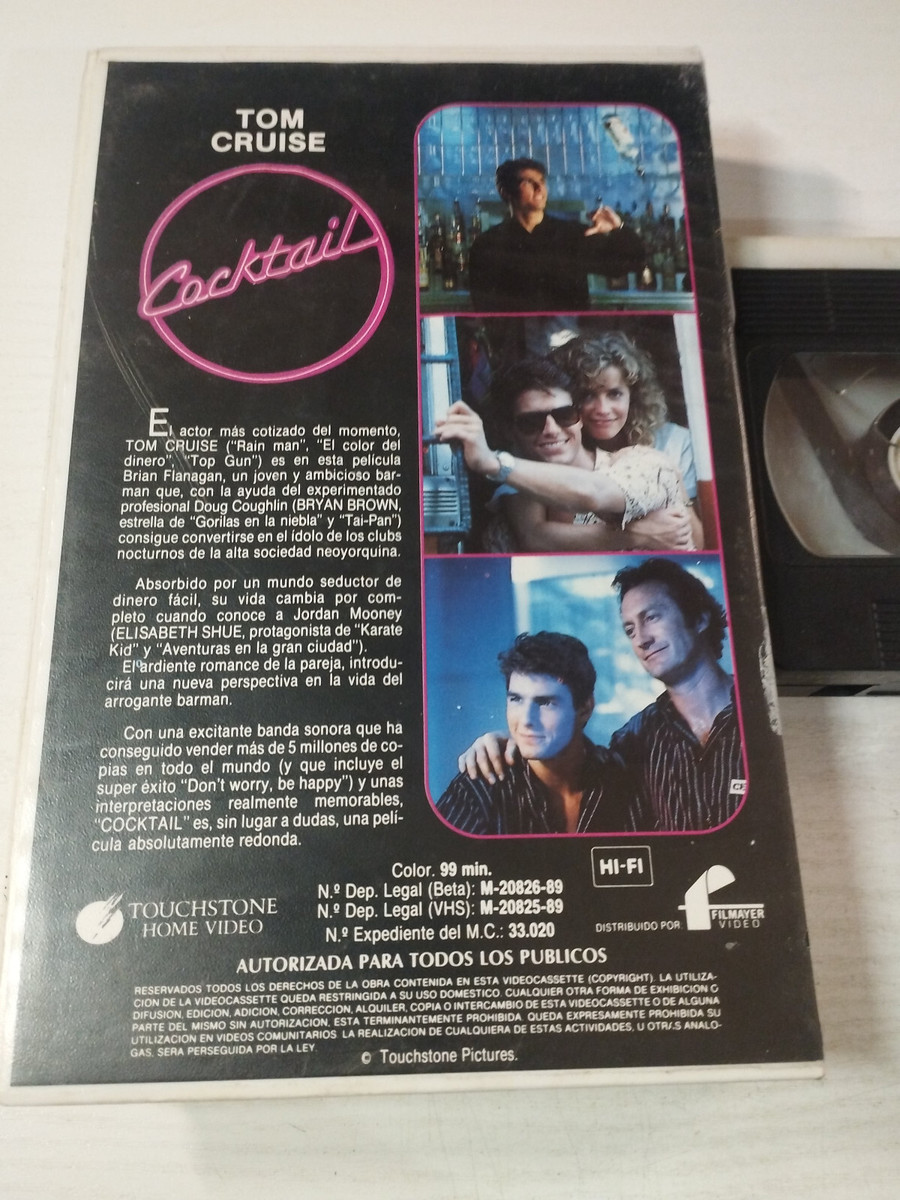 TOM
CRUISE
Cocktail
El actor más cotizado del momento,
TOM CRUISE ("Rain man", "El color del
dinero", "Top Gun") es en esta película
Brian Flanagan, un joven y ambicioso bar-
man que, con la ayuda del experimentado
profesional Doug Coughlin (BRYAN BROWN,
estrella de "Gorilas en la niebla" y "Tai-Pan")
consigue convertirse en el ídolo de los clubs
nocturnos de la alta sociedad neoyorquina.
Absorbido por un mundo seductor de
dinero fácil, su vida cambia por com-
pleto cuando conoce a Jordan Mooney
(ELISABETH SHUE, protagonista de "Karate
Kid" y "Aventuras en la gran ciudad").
El ardiente romance de la pareja, introdu-
cirá una nueva perspectiva en la vida del
arrogante barman.
Con una excitante banda sonora que ha
conseguido vender más de 5 millones de co-
pias en todo el mundo (y que incluye el
super éxito "Don't worry, be happy") y unas
interpretaciones realmente memorables,
"COCKTAIL" es, sin lugar a dudas, una pelí-
cula absolutamente redonda.
Color. 99 min.
N.º Dep. Legal (Beta): M-20826-89
N.º Dep. Legal (VHS): M-20825-89
N.º Expediente del M.C.: 33.020
HI-FI
TOUCHSTONE
HOME VIDEO
DISTRIBUIDO POR:
FILMAYER
VIDEO
AUTORIZADA PARA TODOS LOS PUBLICOS
RESERVADOS TODOS LOS DERECHOS DE LA OBRA CONTENIDA EN ESTA VIDEOCASSETTE (COPYRIGHT). LA UTILIZA-
CION DE LA VIDEOCASSETTE QUEDA RESTRINGIDA A SU USO DOMESTICO. CUALQUIER OTRA FORMA DE EXHIBICION O
DIFUSION, EDICION, ADICION, CORRECCION, ALQUILER, COPIA O INTERCAMBIO DE ESTA VIDEOCASSETTE O DE ALGUNA
PARTE DEL MISMO SIN AUTORIZACION, ESTA TERMINANTEMENTE PROHIBIDA. QUEDA EXPRESAMENTE PROHIBIDA SU
UTILIZACION EN VIDEOS COMUNITARIOS. LA REALIZACION DE CUALQUIERA DE ESTAS ACTIVIDADES, U OTRAS ANALO-
GAS, SERA PERSEGUIDA POR LA LEY.
© Touchstone Pictures.